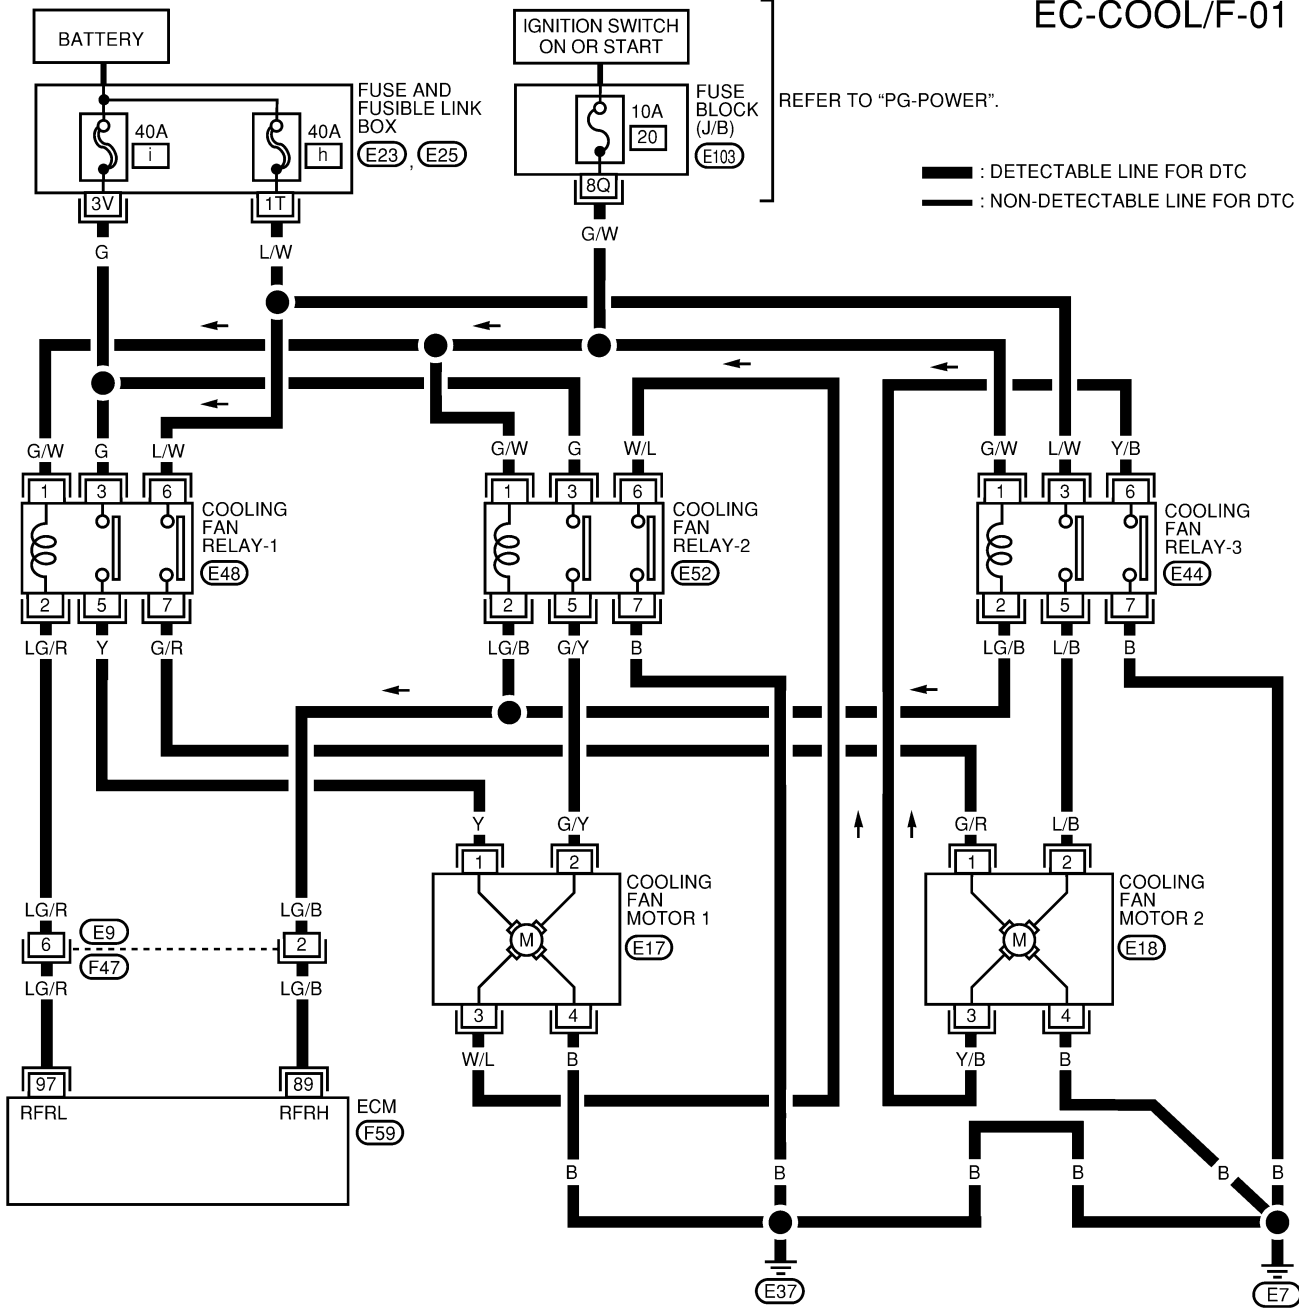 EC-COOL/F-01
BATTERY
IGNITION SWITCH
ON OR START
FUSE AND
FUSIBLE LINK
BOX
E23 , E25
40A
i
40A
h
10A
20
FUSE
BLOCK
(J/B)
E103
REFER TO “PG-POWER”.
: DETECTABLE LINE FOR DTC
: NON-DETECTABLE LINE FOR DTC
3V 1T 8Q
G L/W G/W
G/W G L/W G/W G W/L G/W L/W Y/B
1 3 6 1 3 6 1 3 6
COOLING
FAN
RELAY-1
E48
COOLING
FAN
RELAY-2
E52
COOLING
FAN
RELAY-3
E44
2 5 7 2 5 7 2 5 7
LG/R Y G/R LG/B G/Y B LG/B L/B B
Y G/Y G/R L/B
1 2 1 2
COOLING
FAN
MOTOR 1
E17
M
COOLING
FAN
MOTOR 2
E18
M
LG/R LG/B
6 E9 2
F47
LG/R LG/B
3 4 3 4
W/L B Y/B B
97 89
RFRL RFRH
ECM
F59
B B B B B B
E37 E7